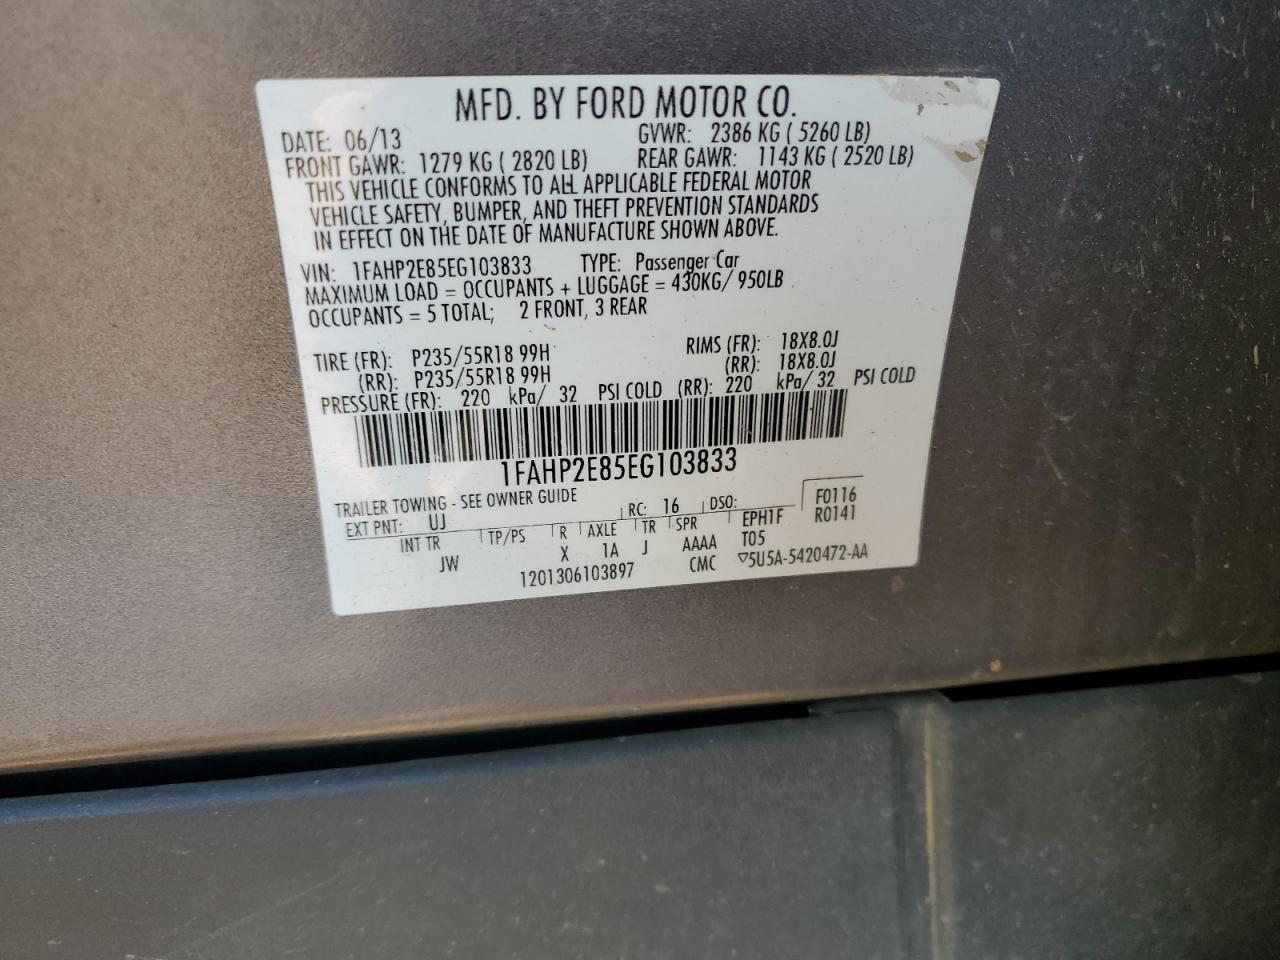 MFD. BY FORD MOTOR CO.
DATE: 06/13 GVWR: 2386 KG ( 5260 LB)
FRONT GAWR: 1279 KG ( 2820 LB) REAR GAWR: 1143 KG ( 2520 LB)
THIS VEHICLE CONFORMS TO ALL APPLICABLE FEDERAL MOTOR
VEHICLE SAFETY, BUMPER, AND THEFT PREVENTION STANDARDS
IN EFFECT ON THE DATE OF MANUFACTURE SHOWN ABOVE.
VIN: 1FAHP2E85EG103833 TYPE: Passenger Car
MAXIMUM LOAD = OCCUPANTS + LUGGAGE = 430KG/ 950LB
OCCUPANTS = 5 TOTAL; 2 FRONT, 3 REAR
TIRE (FR): P235/55R18 99H RIMS (FR): 18X8.0J
(RR): P235/55R18 99H (RR): 18X8.0J
PRESSURE (FR): 220 kPa/ 32 PSI COLD (RR): 220 kPa/ 32 PSI COLD
1FAHP2E85EG103833
TRAILER TOWING - SEE OWNER GUIDE
EXT PNT: UJ RC: 16 DSO: F0116
INT TR TP/PS R AXLE TR SPR EPH1F R0141
JW X 1A J AAAA T05
1201306103897 CMC ▽5U5A-5420472-AA